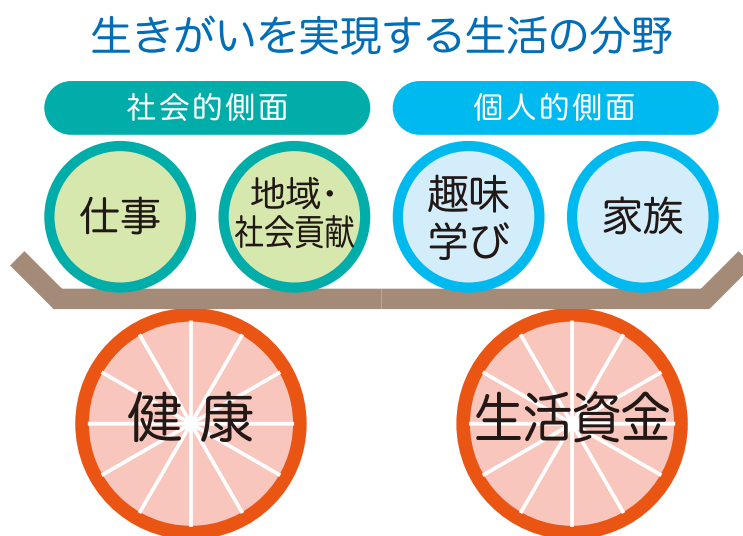 生きがいを実現する生活の分野
社会的側面
個人的側面
仕事
地域・
社会貢献
趣味
学び
家族
健康
生活資金